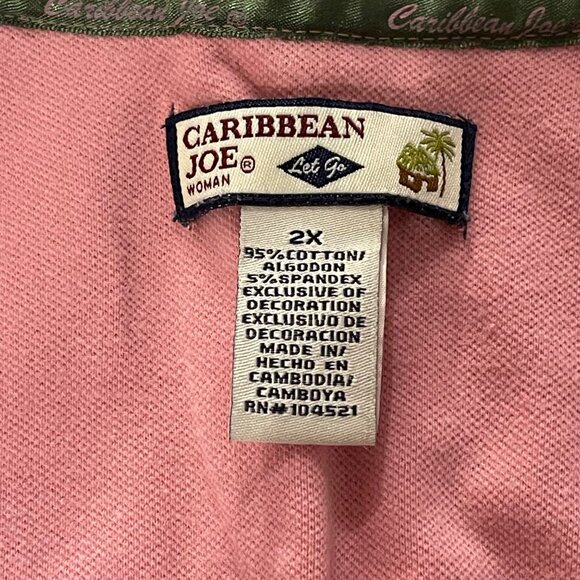 Caribbean Joe ®
Caribbean Joe
CARIBBEAN
JOE®
WOMAN
Let Go
2X
95%COTTON/
ALGODON
5%SPANDEX
EXCLUSIVE OF
DECORATION
EXCLUSIVO DE
DECORACION
MADE IN/
HECHO EN
CAMBODIA/
CAMBOYA
RN#104521